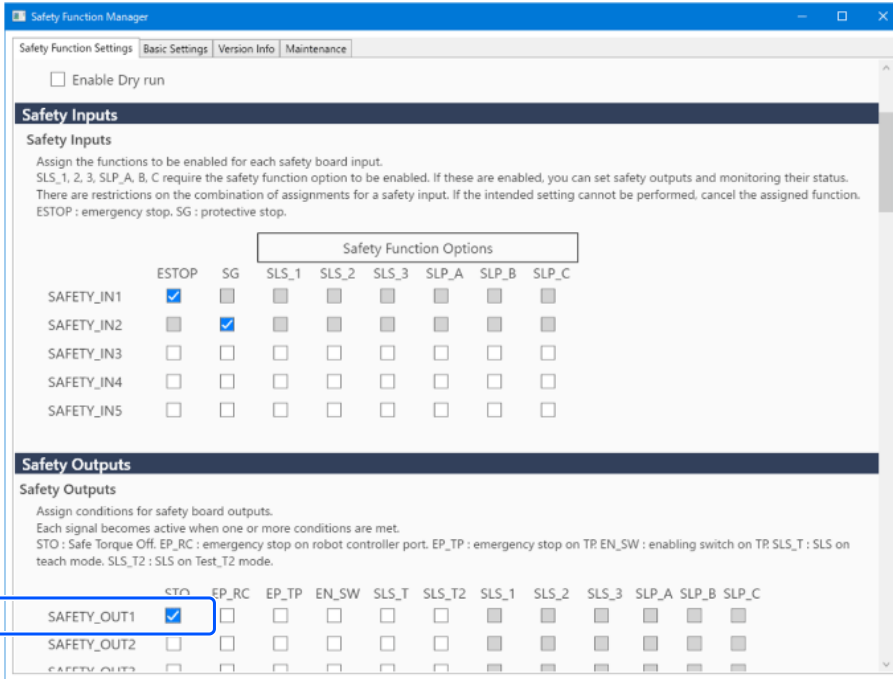 Safety Function Manager
Safety Function Settings Basic Settings Version Info Maintenance
Enable Dry run
Safety Inputs
Safety Inputs
Assign the functions to be enabled for each safety board input.
SLS_1, 2, 3, SLP_A, B, C require the safety function option to be enabled. If these are enabled, you can set safety outputs and monitoring their status.
There are restrictions on the combination of assignments for a safety input. If the intended setting cannot be performed, cancel the assigned function.
ESTOP : emergency stop. SG : protective stop.
Safety Function Options
ESTOP SG SLS_1 SLS_2 SLS_3 SLP_A SLP_B SLP_C
SAFETY_IN1
SAFETY_IN2
SAFETY_IN3
SAFETY_IN4
SAFETY_IN5
Safety Outputs
Safety Outputs
Assign conditions for safety board outputs.
Each signal becomes active when one or more conditions are met.
STO : Safe Torque Off. EP_RC : emergency stop on robot controller port. EP_TP : emergency stop on TP. EN_SW : enabling switch on TP. SLS_T : SLS on
teach mode. SLS_T2 : SLS on Test_T2 mode.
STO EP_RC EP_TP EN_SW SLS_T SLS_T2 SLS_1 SLS_2 SLS_3 SLP_A SLP_B SLP_C
SAFETY_OUT1
SAFETY_OUT2